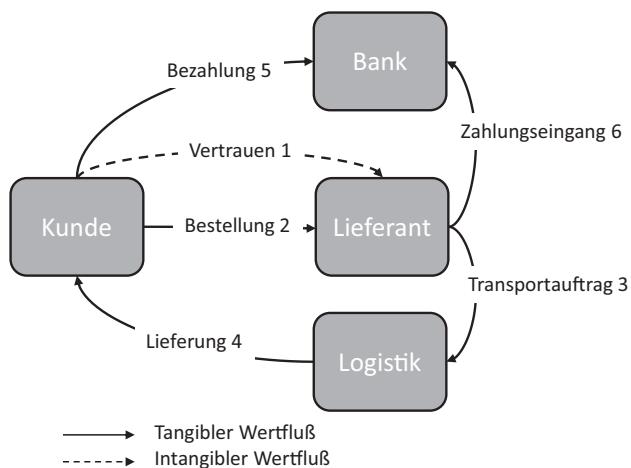 Bank
Bezahlung 5
Zahlungseingang 6
Vertrauen 1
Kunde
Bestellung 2
Lieferant
Transportauftrag 3
Lieferung 4
Logistik
Tangibler Wertfluß
Intangibler Wertfluß